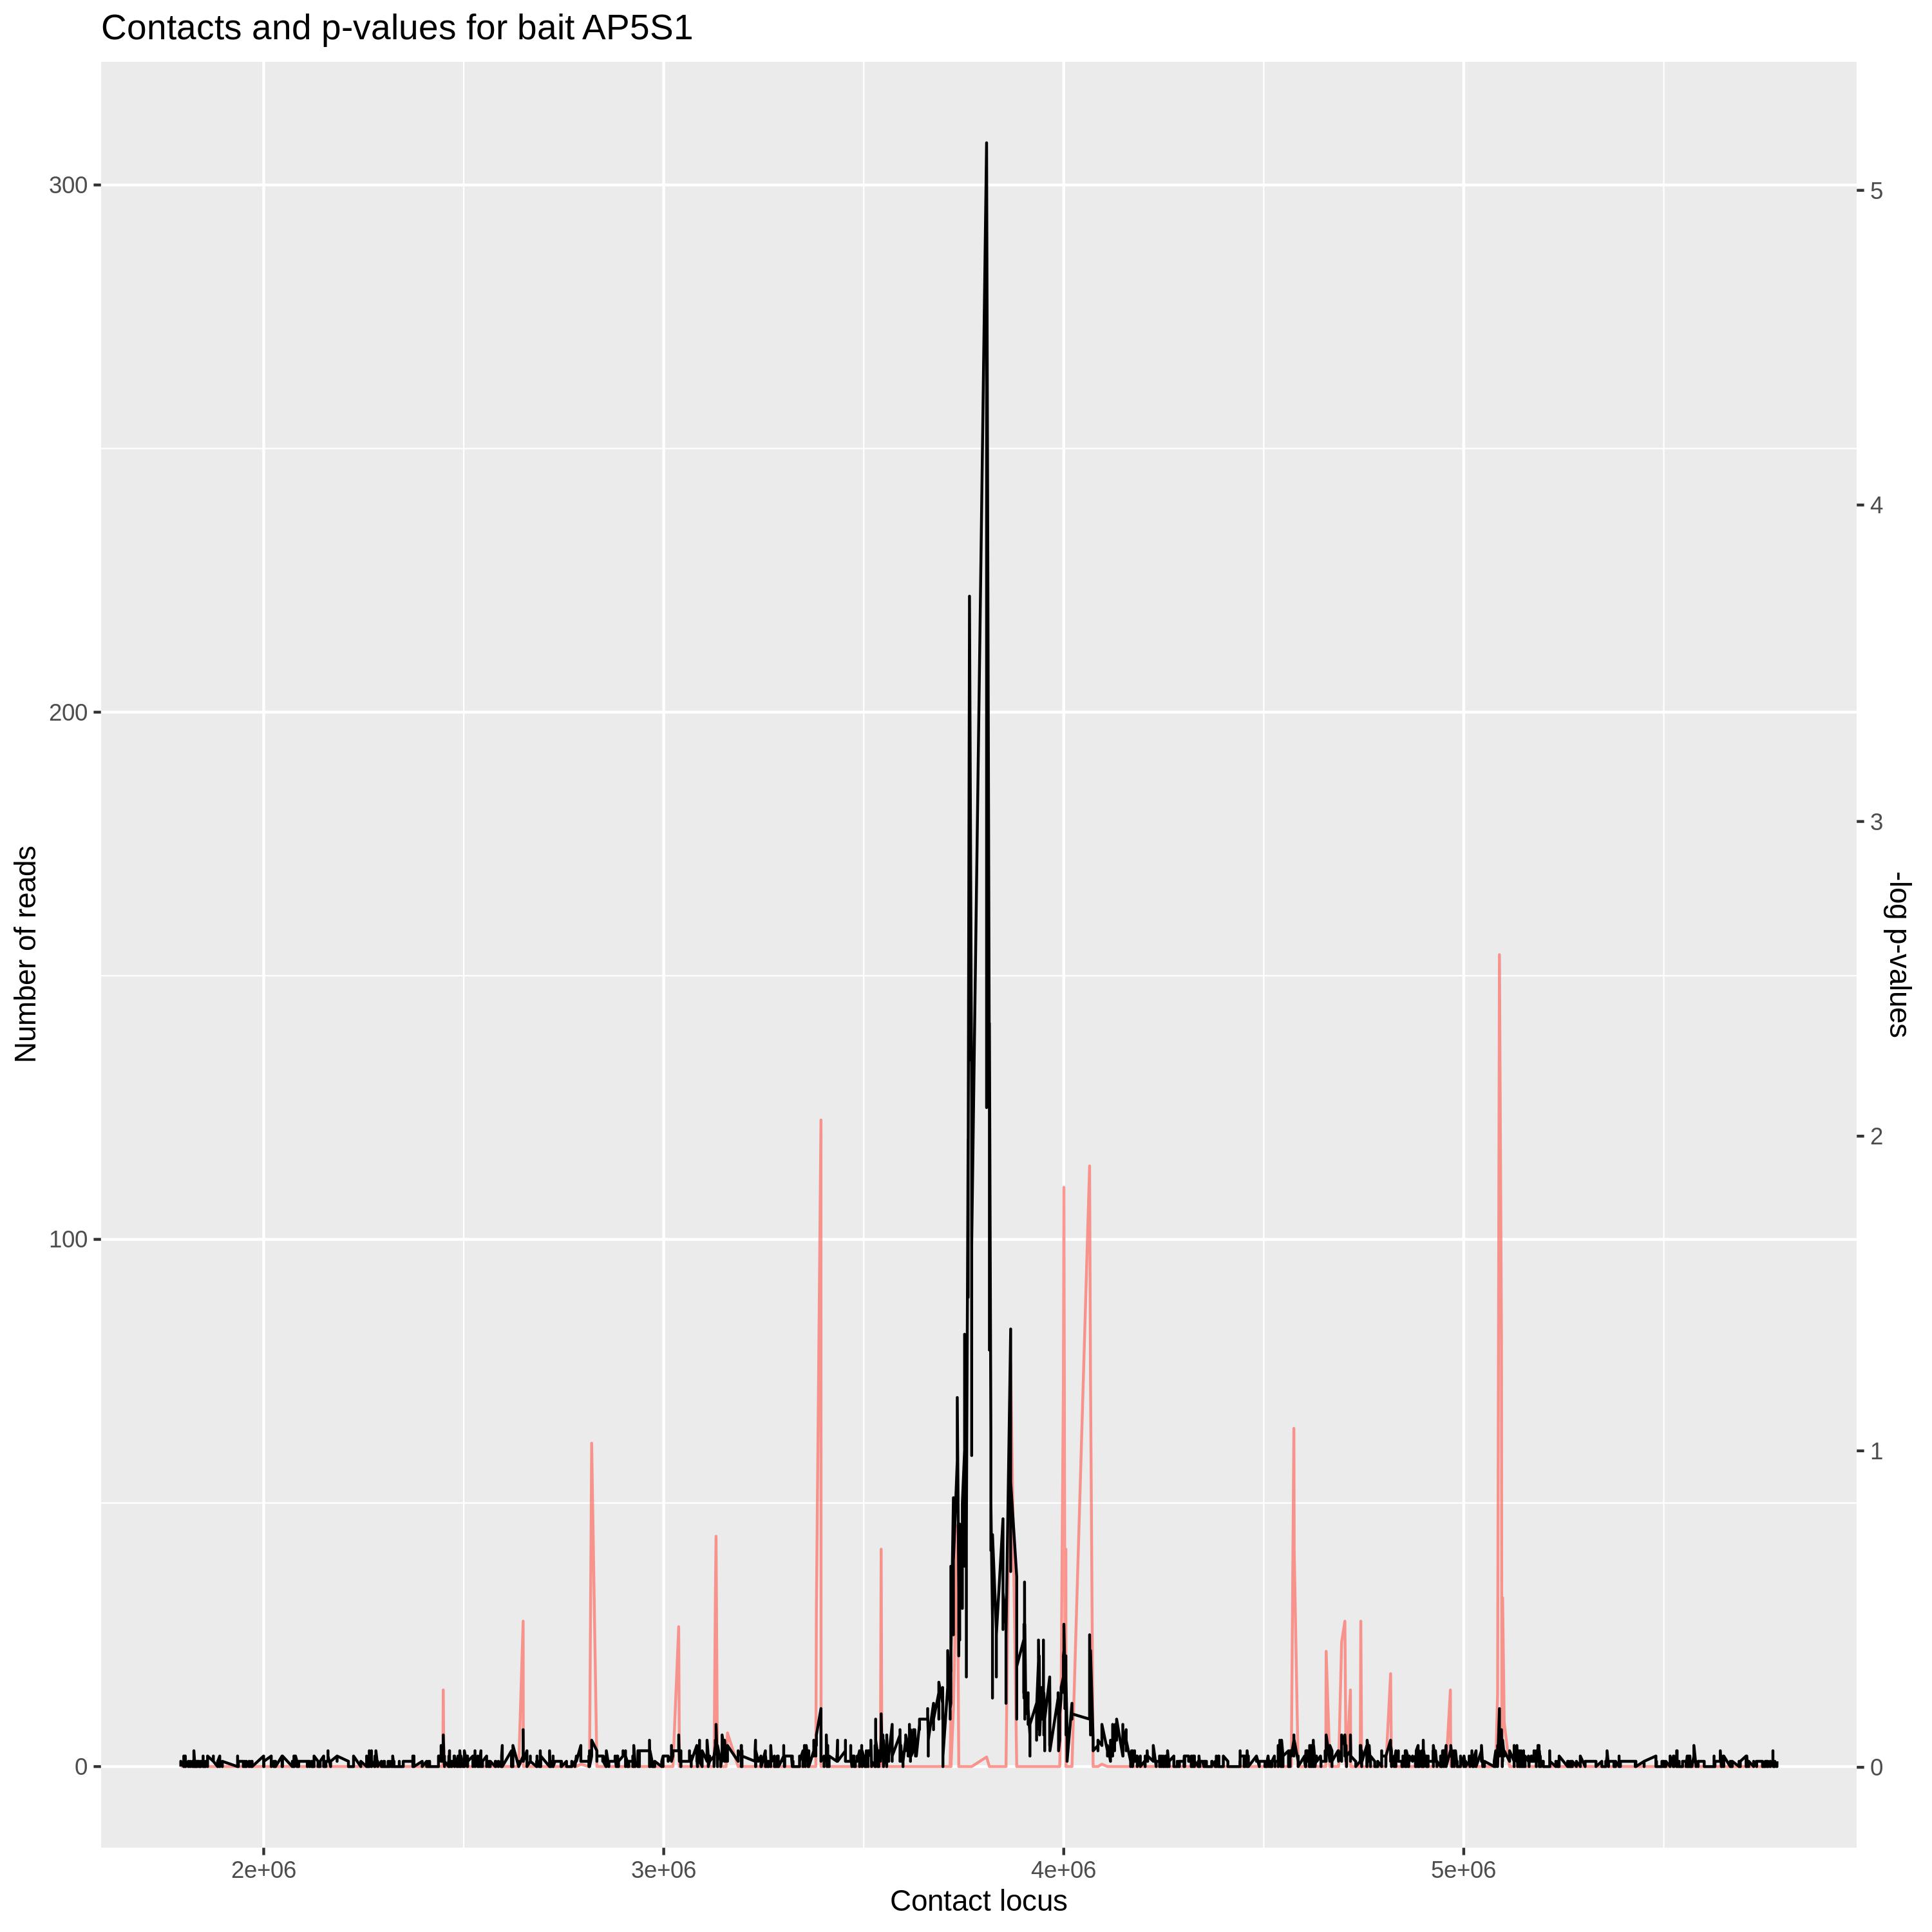 Contacts and p-values for bait AP5S1
300
200
100
0
Number of reads
5
4
3
2
1
0
-log p-values
2e+06
3e+06
4e+06
5e+06
Contact locus